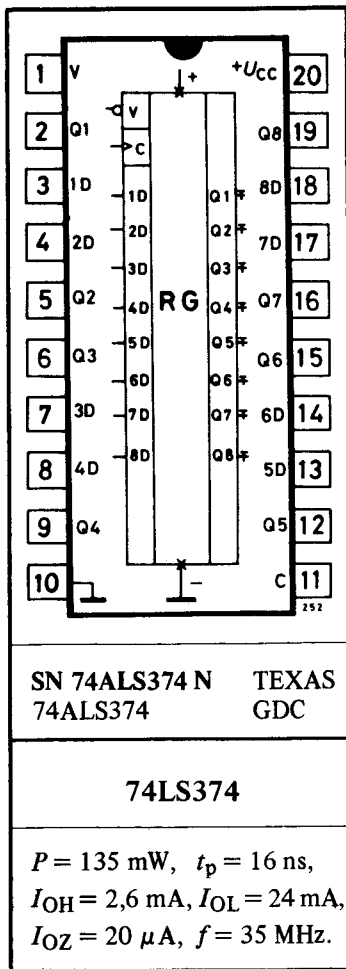 1 V +UCC 20
2 Q1 Q8 19
3 1D 8D 18
4 2D 7D 17
5 Q2 Q7 16
6 Q3 Q6 15
7 3D 6D 14
8 4D 5D 13
9 Q4 Q5 12
10 C 11
+
V
C
1D Q1
2D Q2
3D Q3
4D RG Q4
5D Q5
6D Q6
7D Q7
8D Q8
−
252
SN 74ALS374 N TEXAS
74ALS374 GDC
74LS374
P = 135 mW, tp = 16 ns,
IOH = 2,6 mA, IOL = 24 mA,
IOZ = 20 μA, f = 35 MHz.